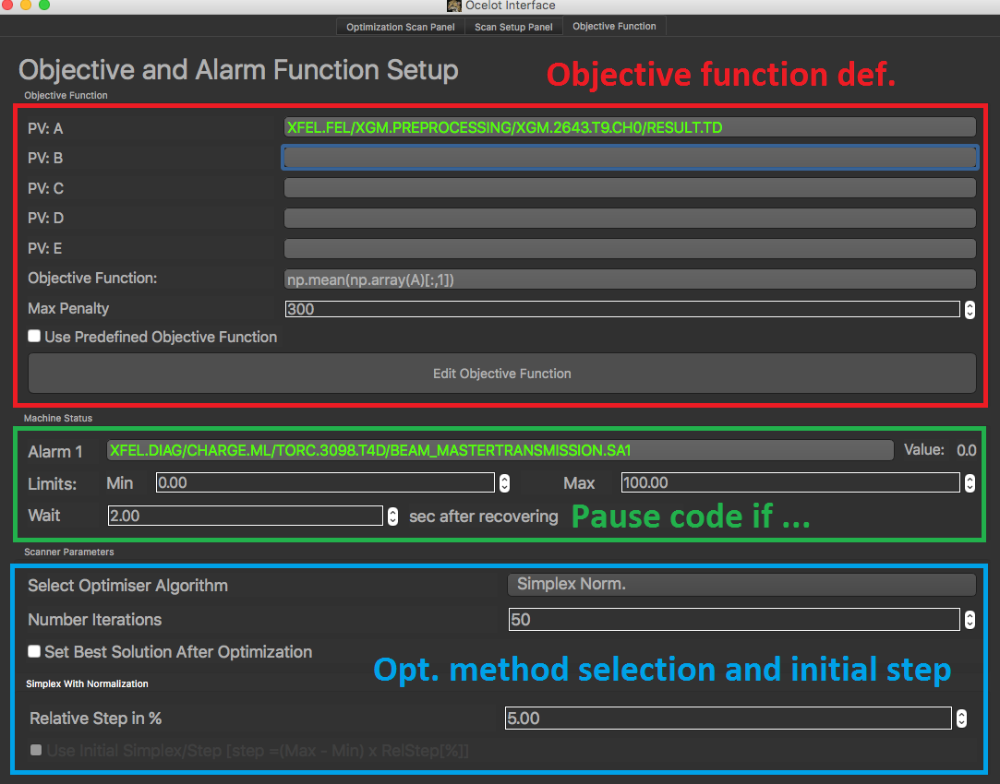 Ocelot Interface
Optimization Scan Panel Scan Setup Panel Objective Function
Objective and Alarm Function Setup
Objective function def.
Objective Function
PV: A XFEL.FEL/XGM.PREPROCESSING/XGM.2643.T9.CH0/RESULT.TD
PV: B
PV: C
PV: D
PV: E
Objective Function: np.mean(np.array(A)[:,1])
Max Penalty 300
Use Predefined Objective Function
Edit Objective Function
Machine Status
Alarm 1 XFEL.DIAG/CHARGE.ML/TORC.3098.T4D/BEAM_MASTERTRANSMISSION.SA1 Value: 0.0
Limits: Min 0.00 Max 100.00
Wait 2.00 sec after recovering Pause code if ...
Scanner Parameters
Select Optimiser Algorithm Simplex Norm.
Number Iterations 50
Set Best Solution After Optimization
Opt. method selection and initial step
Simplex With Normalization
Relative Step in % 5.00
Use Initial Simplex/Step [step =(Max - Min) x RelStep[%]]